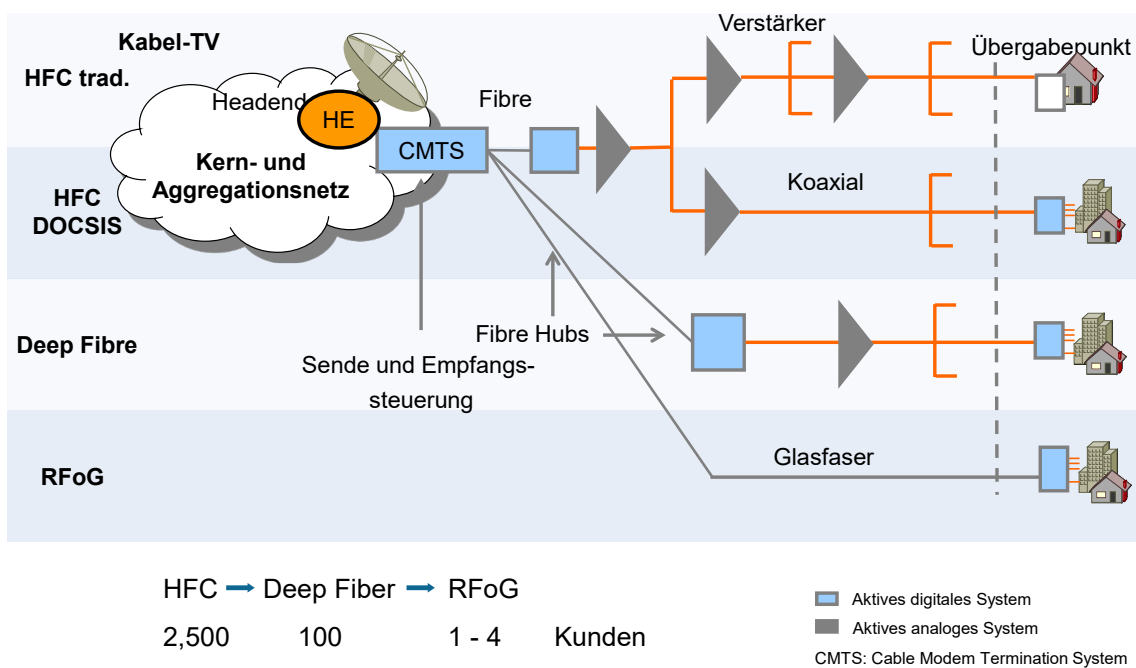 Kabel-TV
HFC trad.
Headend
HE
CMTS
Kern- und
Aggregationsnetz
Fibre
Verstärker
Übergabepunkt
HFC
DOCSIS
Koaxial
Deep Fibre
Fibre Hubs
Sende und Empfangs-
steuerung
RFoG
Glasfaser
HFC Deep Fiber RFoG
2,500 100 1 - 4 Kunden
Aktives digitales System
Aktives analoges System
CMTS: Cable Modem Termination System